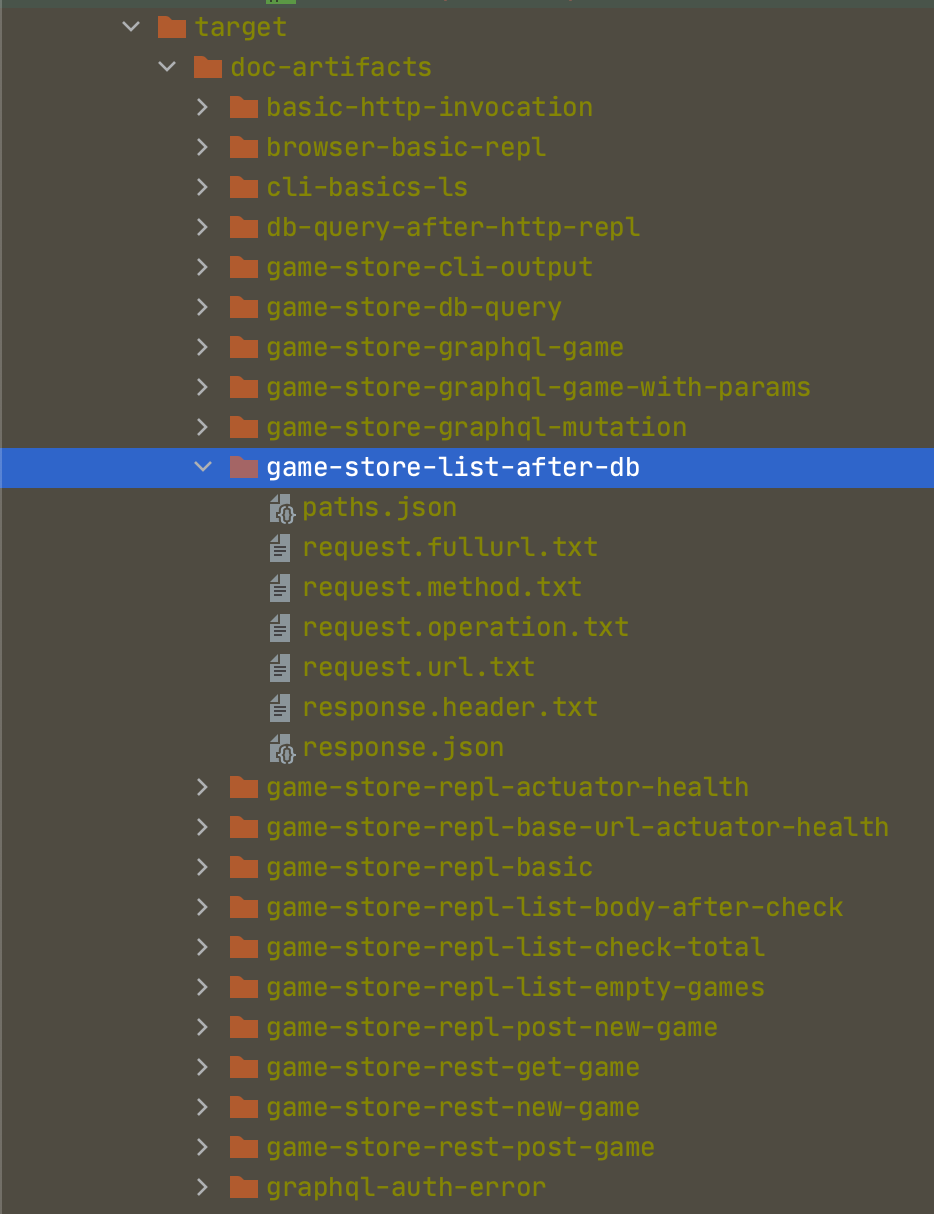 target
doc-artifacts
basic-http-invocation
browser-basic-repl
cli-basics-ls
db-query-after-http-repl
game-store-cli-output
game-store-db-query
game-store-graphql-game
game-store-graphql-game-with-params
game-store-graphql-mutation
game-store-list-after-db
paths.json
request.fullurl.txt
request.method.txt
request.operation.txt
request.url.txt
response.header.txt
response.json
game-store-repl-actuator-health
game-store-repl-base-url-actuator-health
game-store-repl-basic
game-store-repl-list-body-after-check
game-store-repl-list-check-total
game-store-repl-list-empty-games
game-store-repl-post-new-game
game-store-rest-get-game
game-store-rest-new-game
game-store-rest-post-game
graphql-auth-error